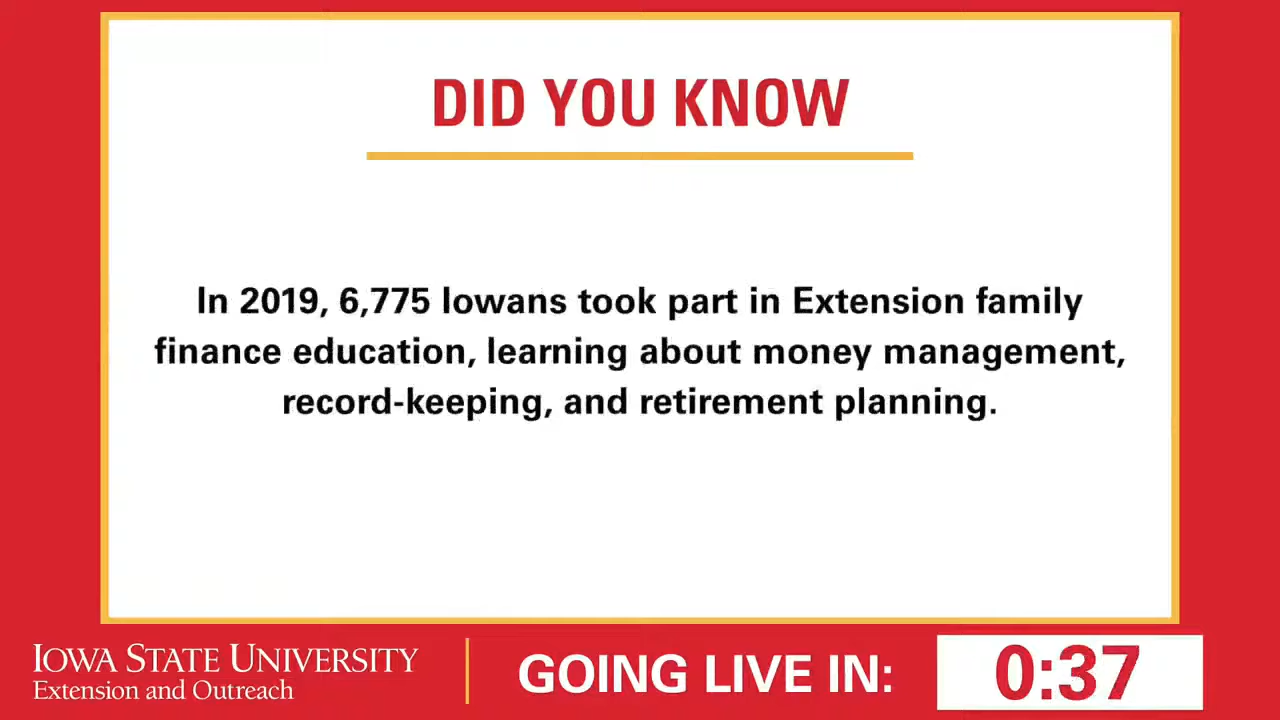 DID YOU KNOW
In 2019, 6,775 Iowans took part in Extension family
finance education, learning about money management,
record-keeping, and retirement planning.
IOWA STATE UNIVERSITY
Extension and Outreach
GOING LIVE IN:
0:37